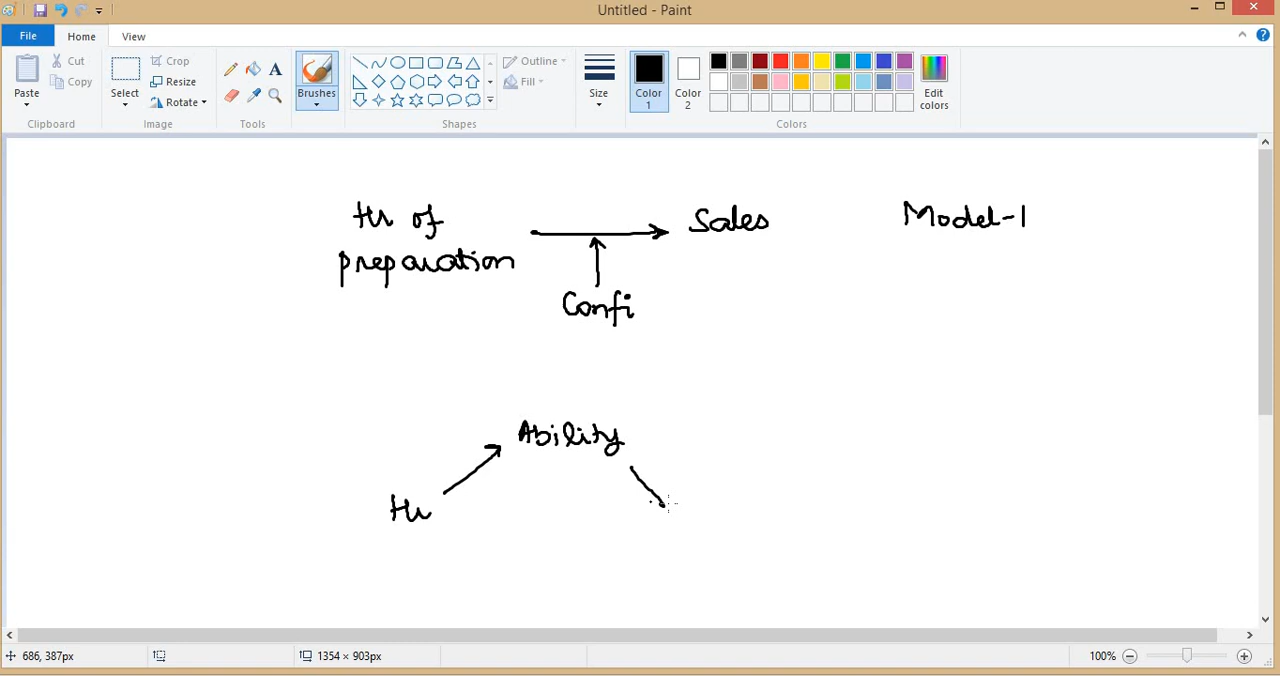 Untitled - Paint
File Home View
Paste
Cut
Copy
Clipboard
Select
Crop
Resize
Rotate
Image
Tools
Brushes
Shapes
Outline
Fill
Size
Color 1
Color 2
Edit colors
Colors
Hr of Sales Model-1
preparation
Confi
Ability
Hr
686, 387px
1354 × 903px
100%